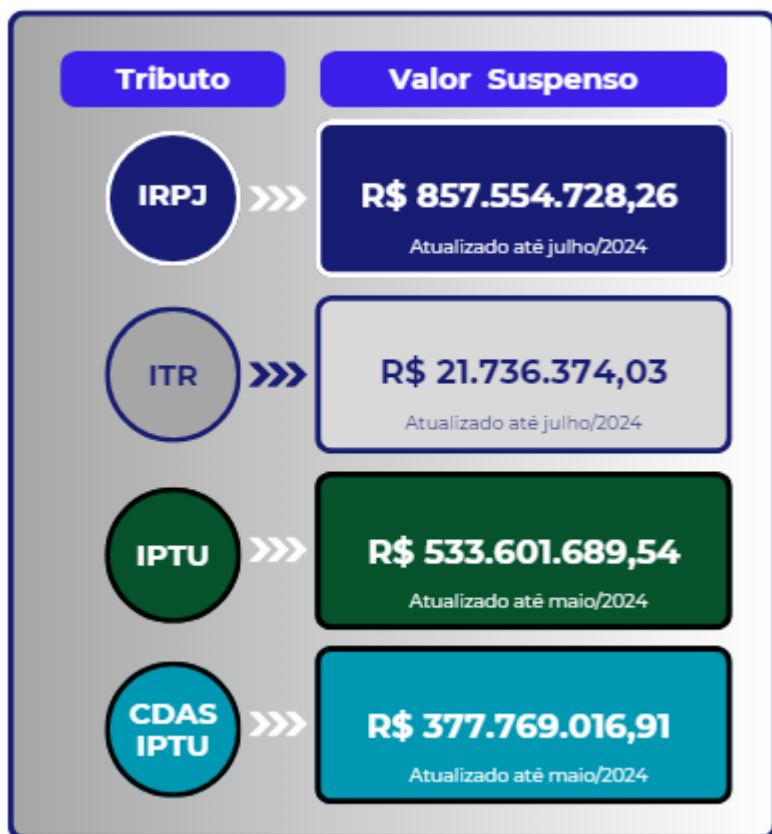 Tributo
Valor Suspenso
IRPJ
R$ 857.554.728,26
Atualizado até julho/2024
ITR
R$ 21.736.374,03
Atualizado até julho/2024
IPTU
R$ 533.601.689,54
Atualizado até maio/2024
CDAS
IPTU
R$ 377.769.016,91
Atualizado até maio/2024